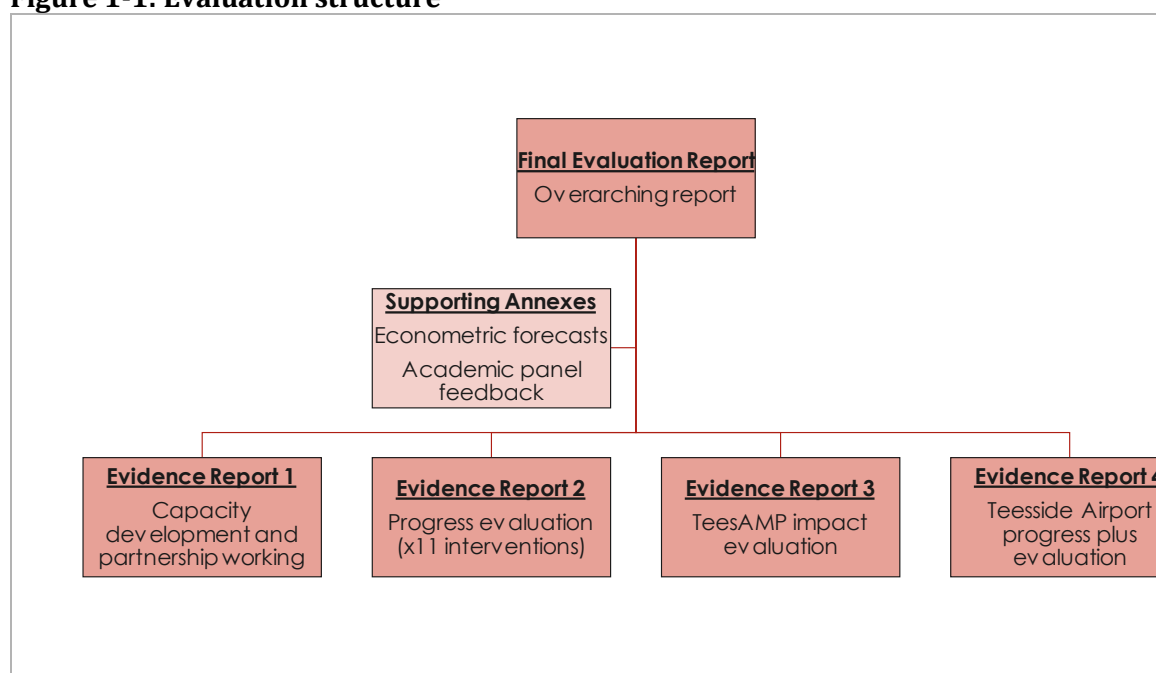 Figure 1-1: Evaluation structure
Final Evaluation Report
Overarching report
Supporting Annexes
Econometric forecasts
Academic panel
feedback
Evidence Report 1
Capacity
development and
partnership working
Evidence Report 2
Progress evaluation
(x11 interventions)
Evidence Report 3
TeesAMP impact
evaluation
Evidence Report 4
Teesside Airport
progress plus
evaluation